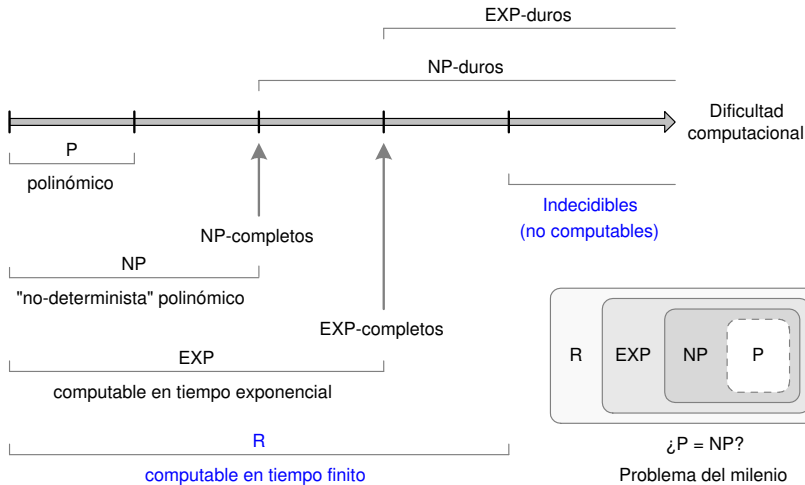 EXP-duros
NP-duros
Dificultad
computacional
P
polinómico
Indecidibles
(no computables)
NP-completos
NP
"no-determinista" polinómico
EXP-completos
EXP
computable en tiempo exponencial
R
computable en tiempo finito
R EXP NP P
¿P = NP?
Problema del milenio